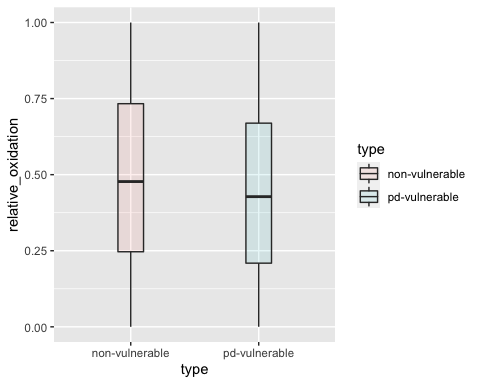 1.00
0.75
0.50
0.25
0.00
relative_oxidation
non-vulnerable
pd-vulnerable
type
type
non-vulnerable
pd-vulnerable